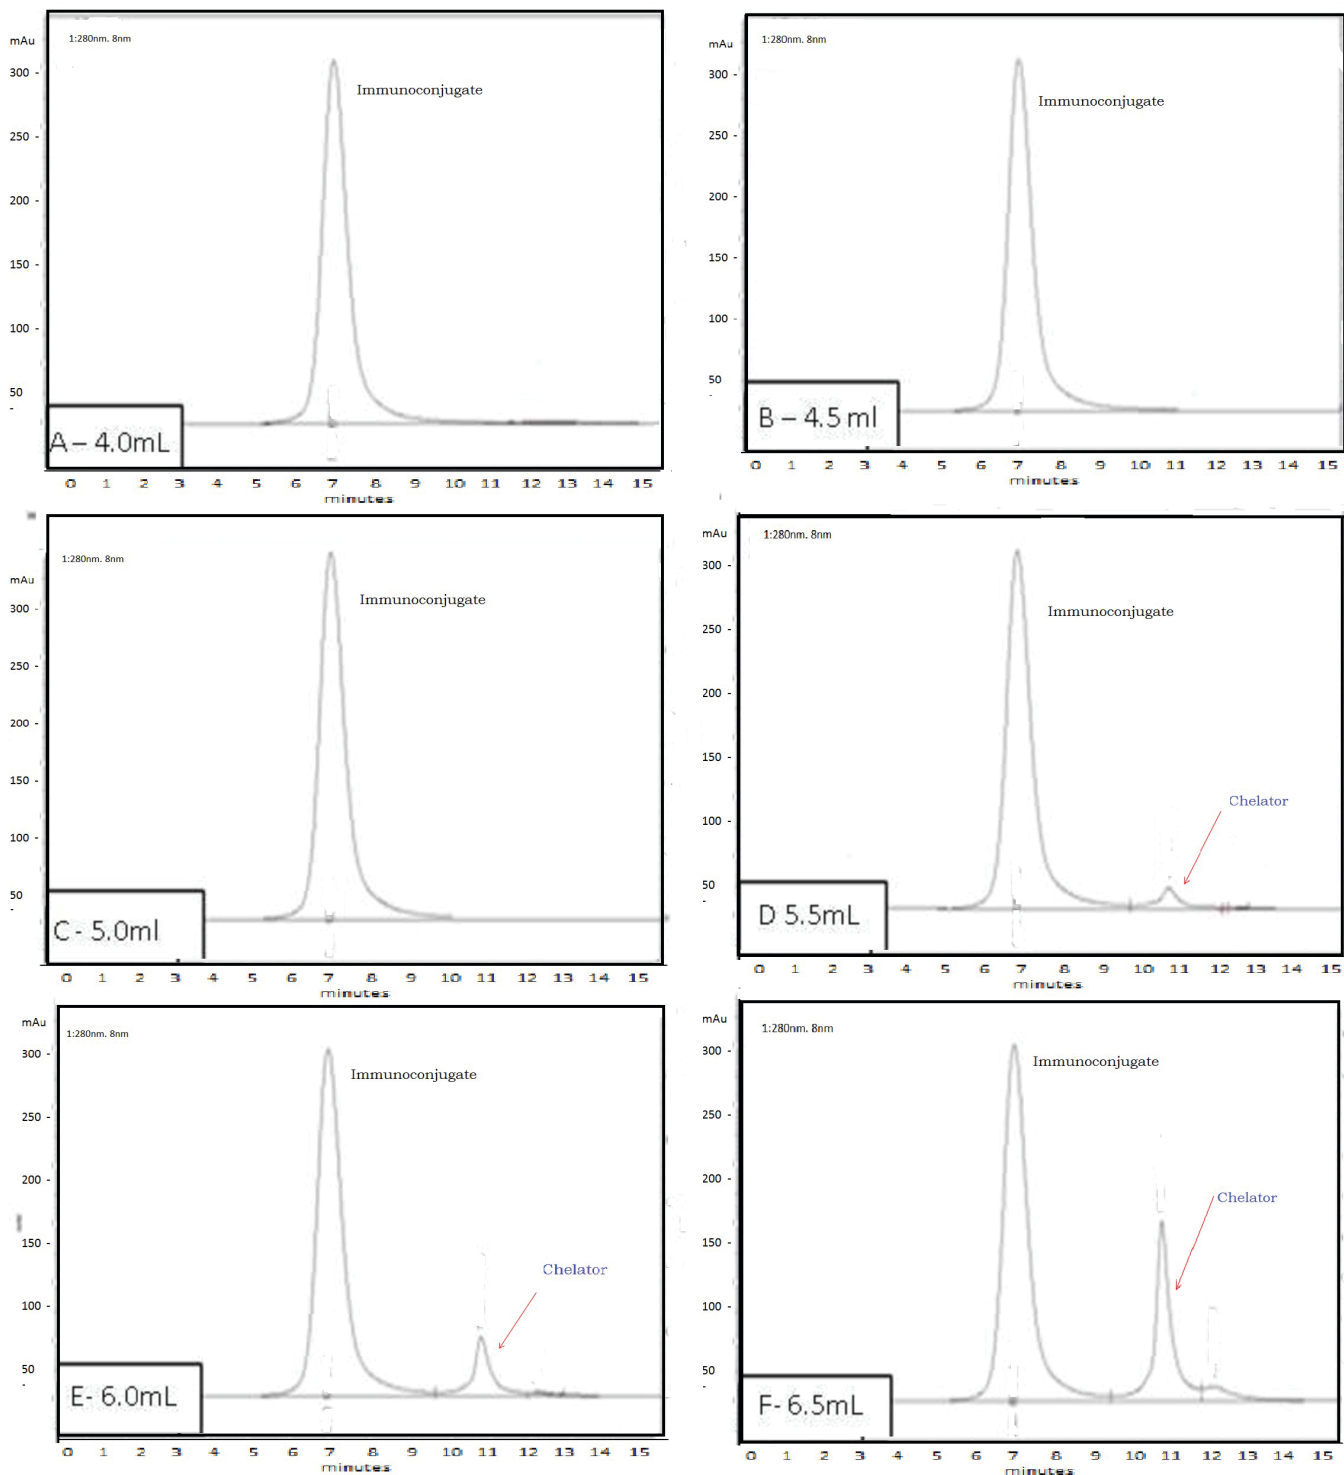 mAu
1:280nm. 8nm
300 -
Immunoconjugate
250 -
200 -
150 -
100 -
50
-
A – 4.0mL
0 1 2 3 4 5 6 7 8 9 10 11 12 13 14 15
minutes
mAu
1:280nm. 8nm
300 -
Immunoconjugate
250 -
200 -
150 -
100 -
50
-
B – 4.5 ml
0 1 2 3 4 5 6 7 8 9 10 11 12 13 14 15
minutes
1:280nm. 8nm
mAu
300 -
Immunoconjugate
250 -
200 -
150 -
100 -
50
-
C - 5.0ml
0 1 2 3 4 5 6 7 8 9 10 11 12 13 14 15
minutes
mAu
1:280nm. 8nm
300 -
Immunoconjugate
250 -
200 -
150 -
Chelator
100 -
50
-
D 5.5mL
0 1 2 3 4 5 6 7 8 9 10 11 12 13 14 15
minutes
mAu
1:280nm. 8nm
300 -
Immunoconjugate
250 -
200 -
150 -
Chelator
100 -
50
-
E- 6.0mL
0 1 2 3 4 5 6 7 8 9 10 11 12 13 14 15
minutes
mAu
1:280nm. 8nm
300 -
Immunoconjugate
250 -
200 -
Chelator
150 -
100 -
50
-
F- 6.5mL
0 1 2 3 4 5 6 7 8 9 10 11 12 13 14 15
minutes